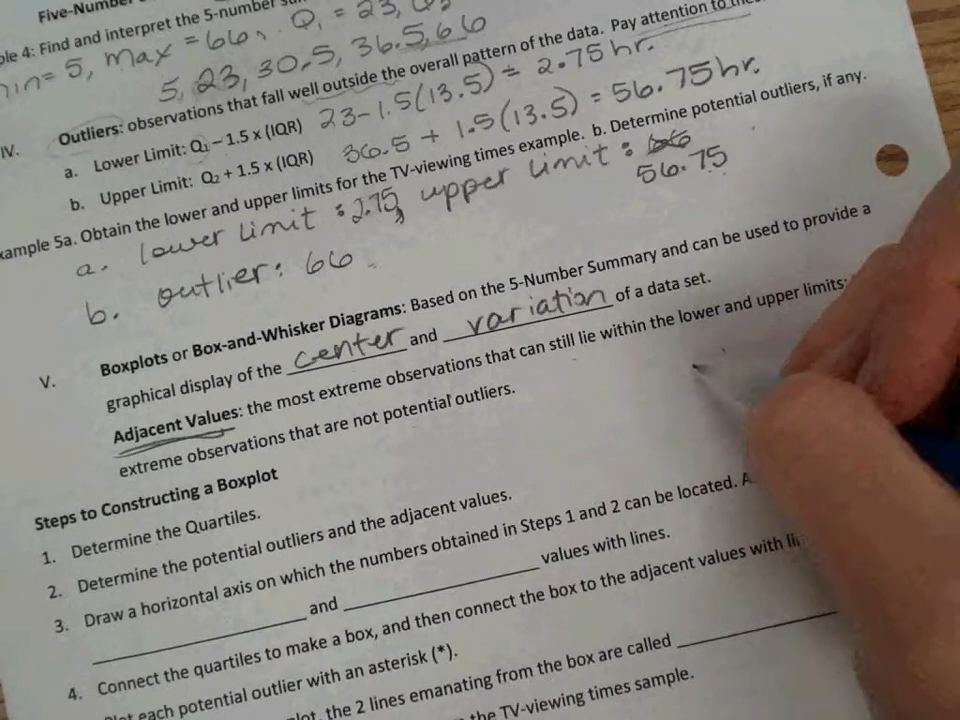 Five-Number
ple 4: Find and interpret the 5-number
min = 5, max = 66, Q1 = 23,
5, 23, 30.5, 36.5, 66
IV. Outliers: observations that fall well outside the overall pattern of the data. Pay attention to
a. Lower Limit: Q1 – 1.5 x (IQR) 23 - 1.5(13.5) = 2.75 hr.
b. Upper Limit: Q2 + 1.5 x (IQR) 36.5 + 1.5(13.5) = 56.75 hr.
xample 5a. Obtain the lower and upper limits for the TV-viewing times example. b. Determine potential outliers, if any.
a. lower limit : 2.75, upper limit : 66
56.75
b. outlier: 66
V. Boxplots or Box-and-Whisker Diagrams: Based on the 5-Number Summary and can be used to provide a
graphical display of the center and variation of a data set.
Adjacent Values: the most extreme observations that can still lie within the lower and upper limits;
extreme observations that are not potential outliers.
Steps to Constructing a Boxplot
1. Determine the Quartiles.
2. Determine the potential outliers and the adjacent values.
3. Draw a horizontal axis on which the numbers obtained in Steps 1 and 2 can be located. A
____________ and ____________ values with lines.
4. Connect the quartiles to make a box, and then connect the box to the adjacent values with
each potential outlier with an asterisk (*).
the 2 lines emanating from the box are called ____________
the TV-viewing times sample.